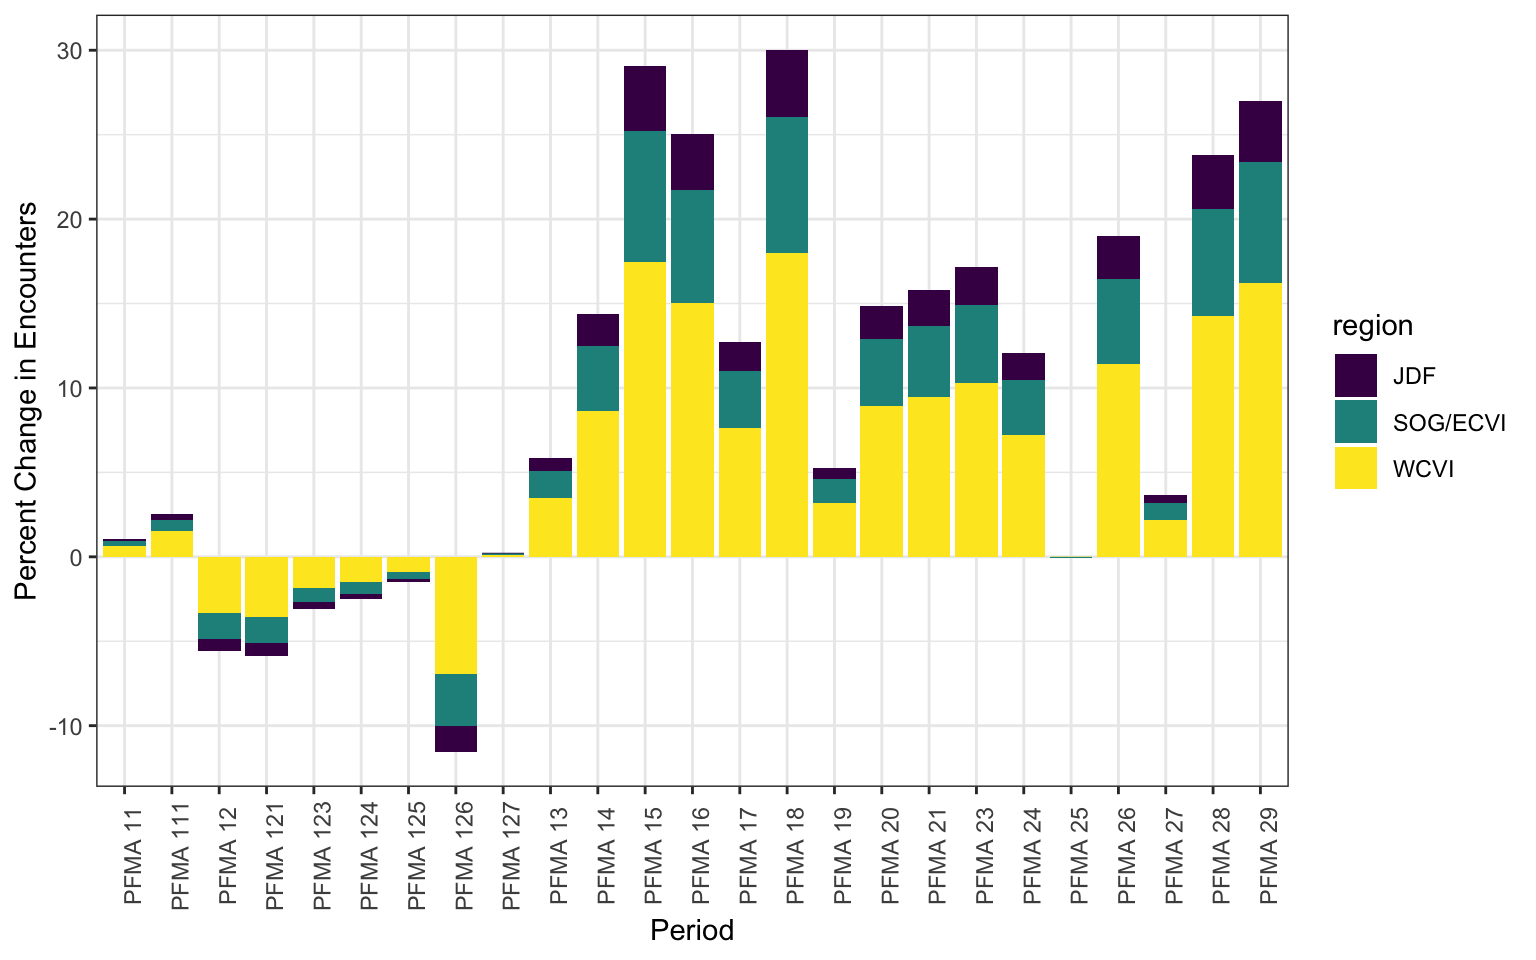 Percent Change in Encounters
30
20
10
0
-10
PFMA 11
PFMA 111
PFMA 12
PFMA 121
PFMA 123
PFMA 124
PFMA 125
PFMA 126
PFMA 127
PFMA 13
PFMA 14
PFMA 15
PFMA 16
PFMA 17
PFMA 18
PFMA 19
PFMA 20
PFMA 21
PFMA 23
PFMA 24
PFMA 25
PFMA 26
PFMA 27
PFMA 28
PFMA 29
Period
region
JDF
SOG/ECVI
WCVI